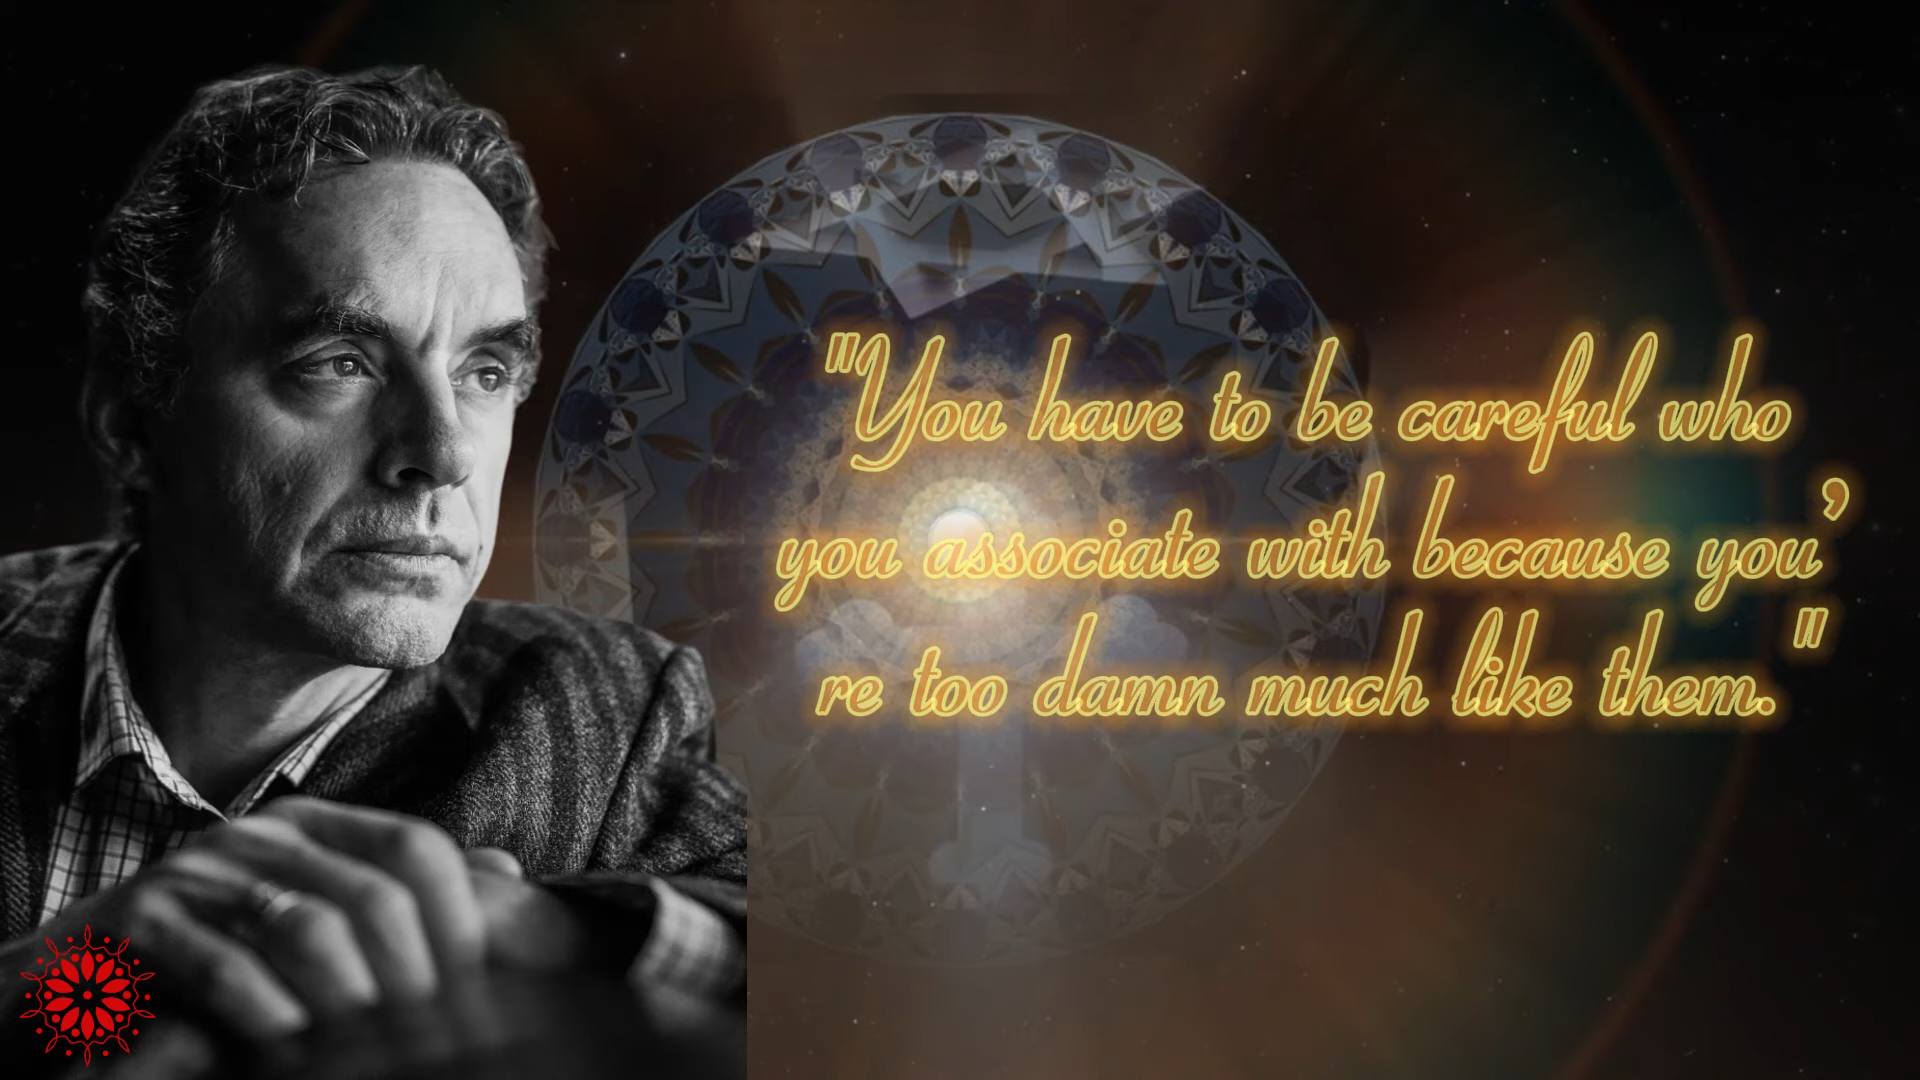 "You have to be careful who
you associate with because you’
re too damn much like them. "